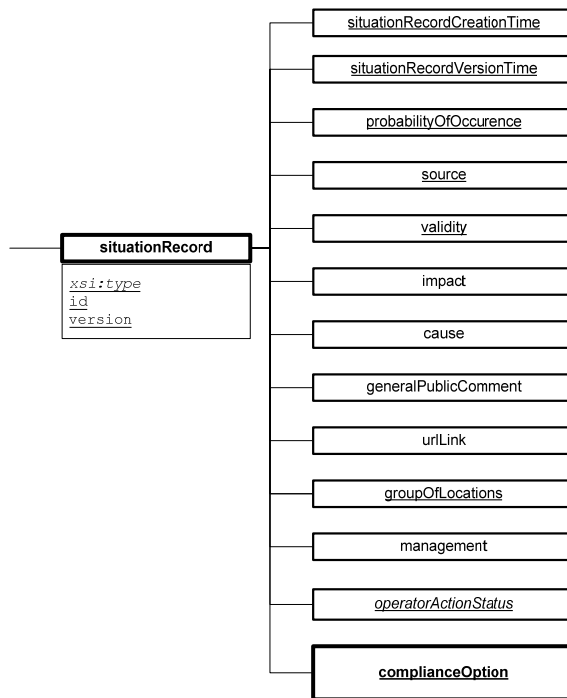 situationRecordCreationTime
situationRecordVersionTime
probabilityOfOccurence
source
validity
situationRecord
xsi:type
id
version
impact
cause
generalPublicComment
urlLink
groupOfLocations
management
operatorActionStatus
complianceOption